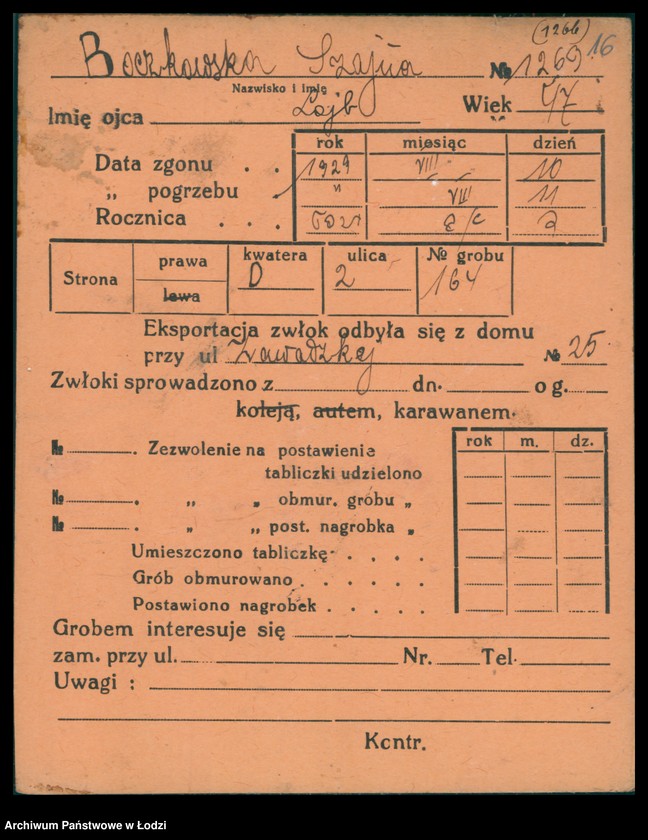 (1266) 16
Boczkowska Szajna № 1269
Nazwisko i imię
Imię ojca Lajb Wiek 47
rok miesiąc dzień
Data zgonu . . 1929 VIII 10
„ pogrzebu . " VIII 11
Rocznica . . .
Strona prawa lewa kwatera D ulica 2 № grobu 164
Eksportacja zwłok odbyła się z domu
przy ul Zawadzkej № 25
Zwłoki sprowadzono z dn. o g.
koleją, autem, karawanem.
rok m. dz.
№ . Zezwolenie na postawienie
tabliczki udzielono
№ . „ „ obmur. gróbu „
№ . „ „ post. nagrobka „
Umieszczono tabliczkę . . . .
Grób obmurowano . . . . .
Postawiono nagrobek . . . .
Grobem interesuje się
zam. przy ul. Nr. Tel.
Uwagi :
Kontr.
Archiwum Państwowe w Łodzi